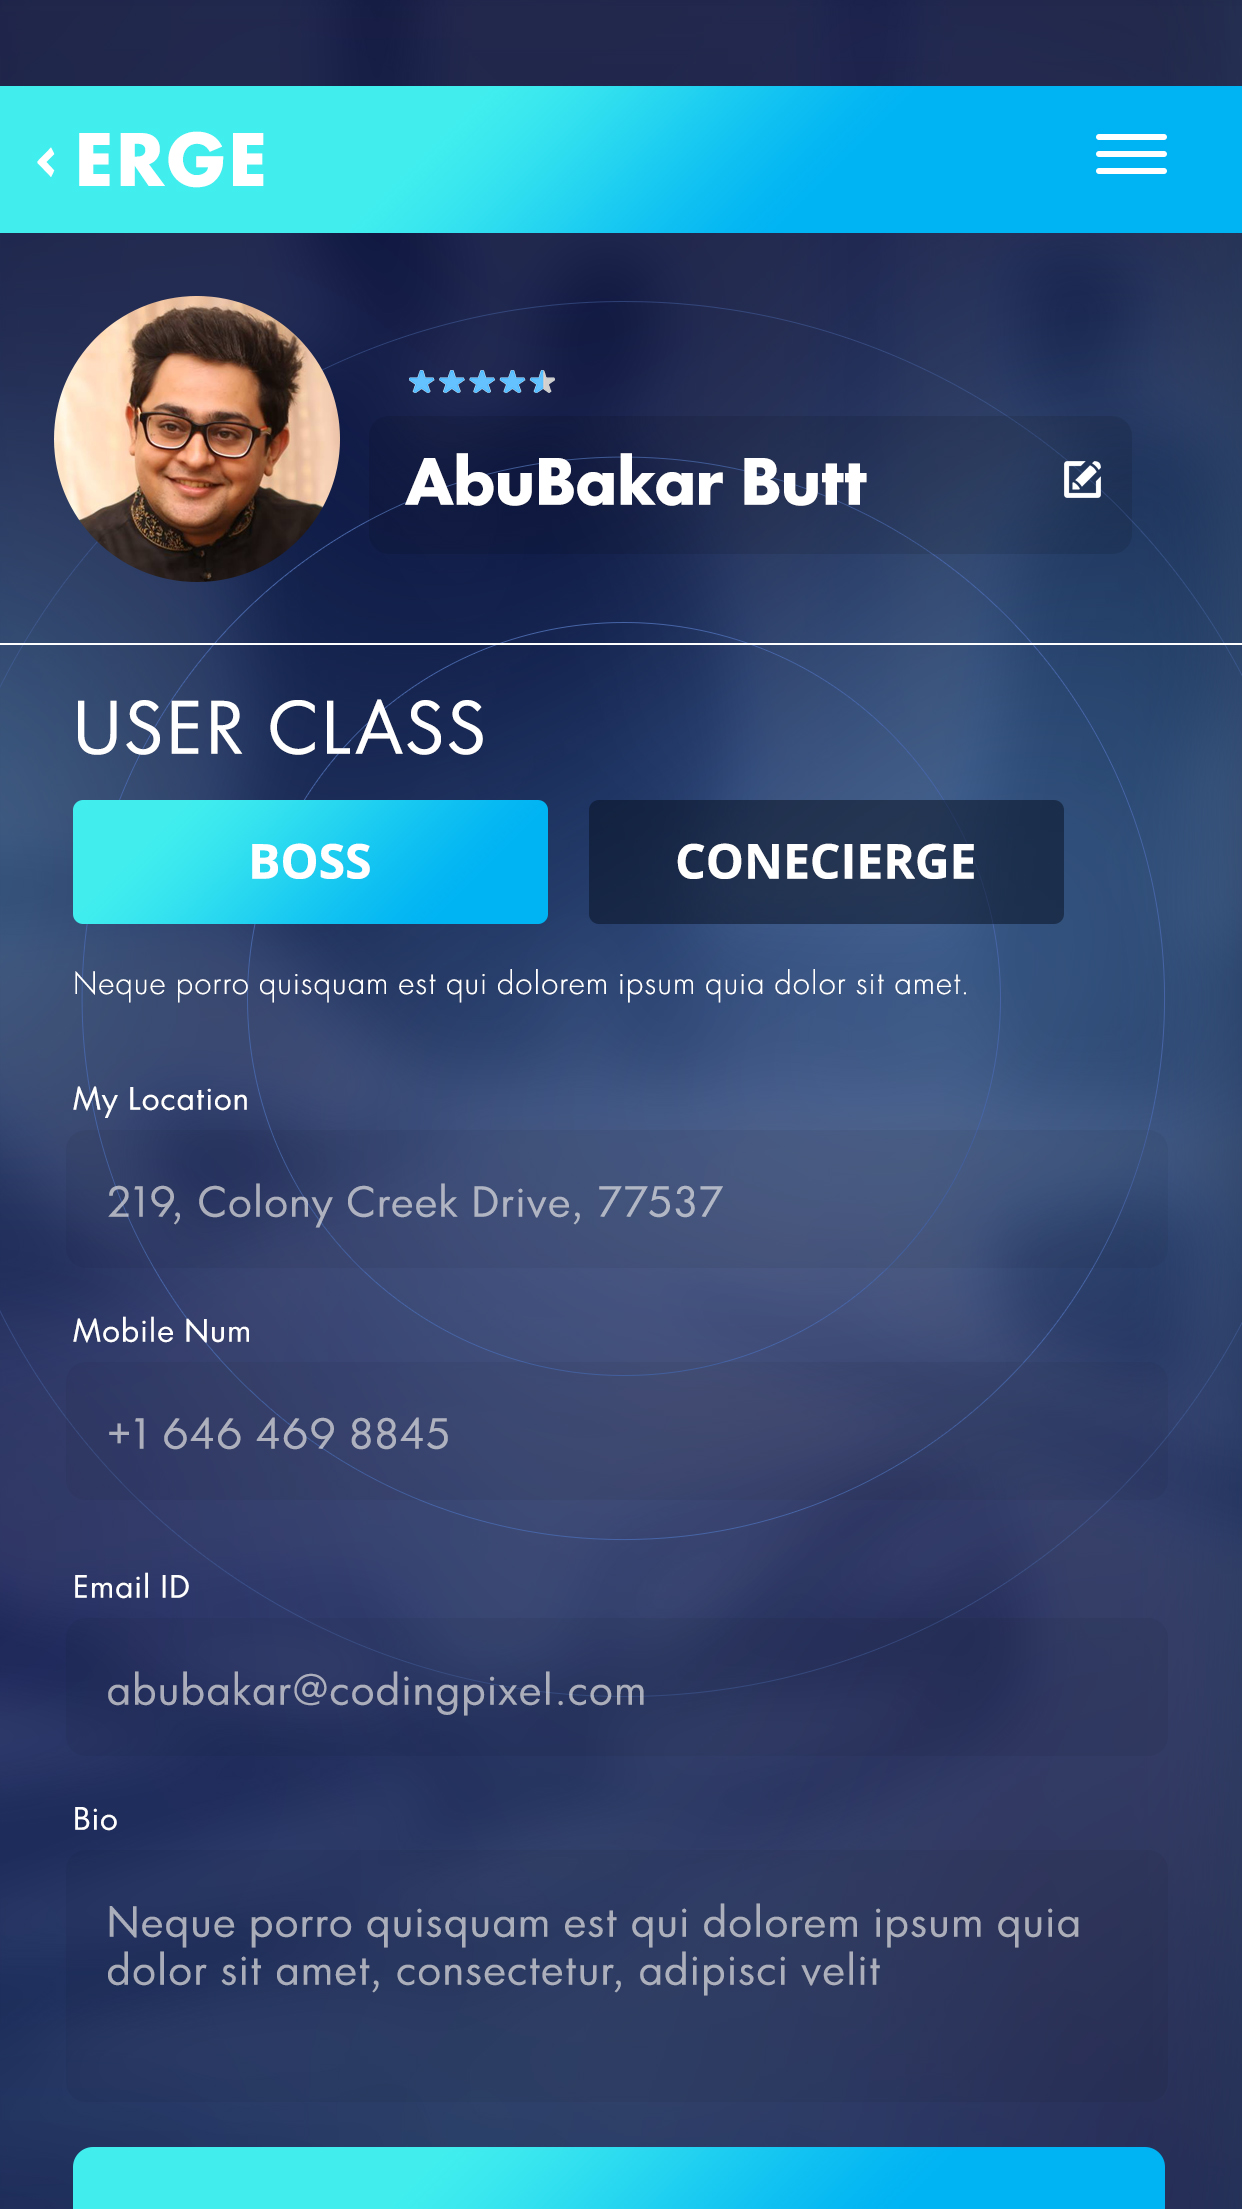 ERGE
AbuBakar Butt
USER CLASS
BOSS
CONECIERGE
Neque porro quisquam est qui dolorem ipsum quia dolor sit amet.
My Location
219, Colony Creek Drive, 77537
Mobile Num
+1 646 469 8845
Email ID
abubakar@codingpixel.com
Bio
Neque porro quisquam est qui dolorem ipsum quia
dolor sit amet, consectetur, adipisci velit